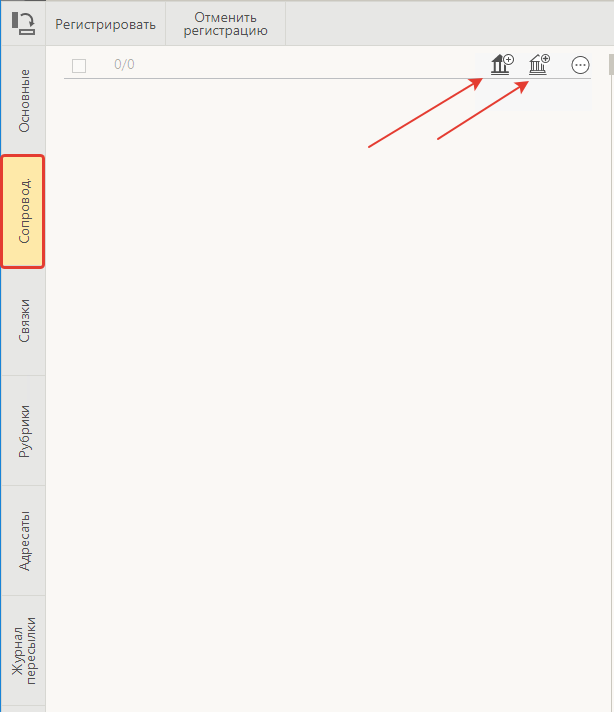 Регистрировать
Отменить
регистрацию
0/0
Основные
Сопровод.
Связки
Рубрики
Адресаты
Журнал
пересылки